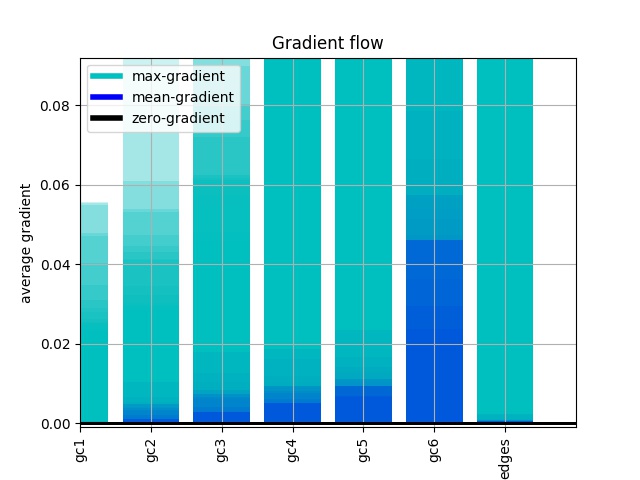 Gradient flow
max-gradient
mean-gradient
zero-gradient
average gradient
0.08
0.06
0.04
0.02
0.00
gc1
gc2
gc3
gc4
gc5
gc6
edges